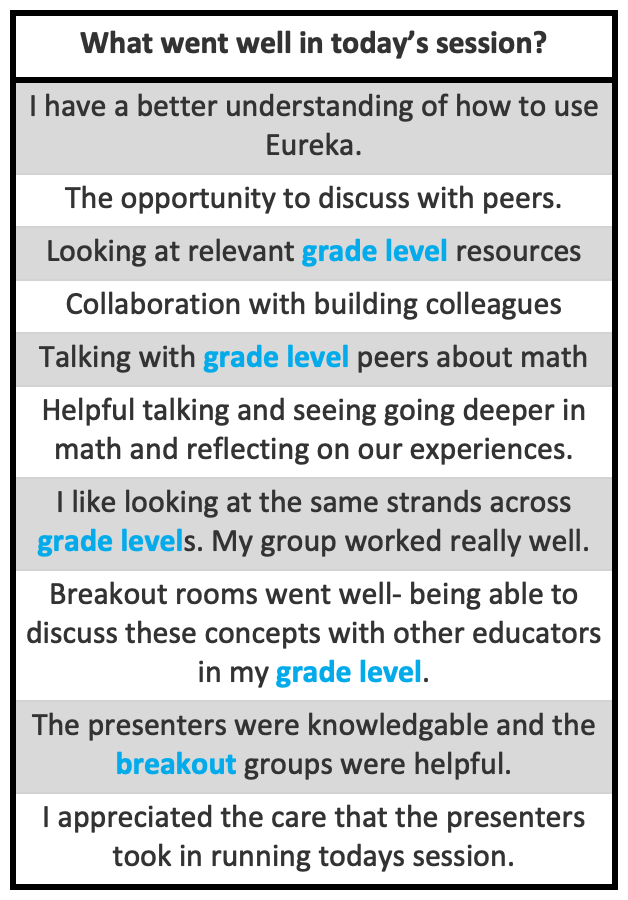 What went well in today’s session?
I have a better understanding of how to use
Eureka.
The opportunity to discuss with peers.
Looking at relevant grade level resources
Collaboration with building colleagues
Talking with grade level peers about math
Helpful talking and seeing going deeper in
math and reflecting on our experiences.
I like looking at the same strands across
grade levels. My group worked really well.
Breakout rooms went well- being able to
discuss these concepts with other educators
in my grade level.
The presenters were knowledgable and the
breakout groups were helpful.
I appreciated the care that the presenters
took in running todays session.